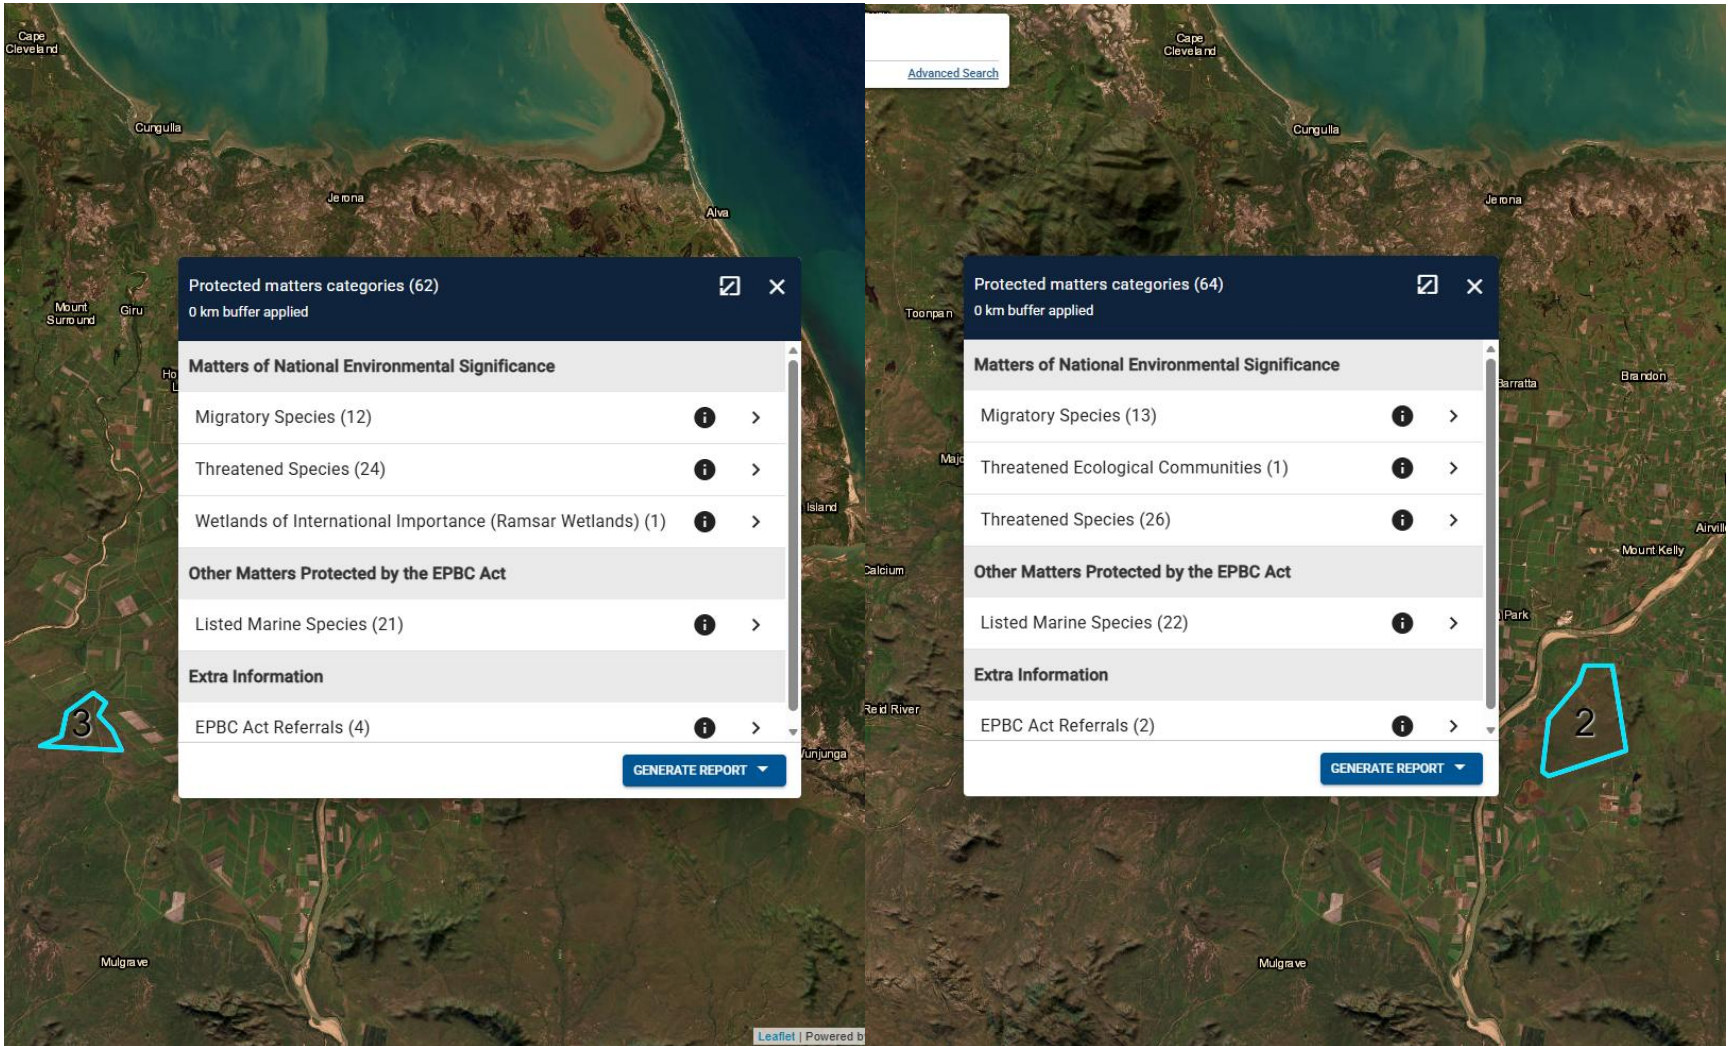 Cape
Cleveland
Cungulla
Jerona
Alva
Mount
Surround
Giru
Ho
L
Island
Protected matters categories (62)
0 km buffer applied
Matters of National Environmental Significance
Migratory Species (12)
Threatened Species (24)
Wetlands of International Importance (Ramsar Wetlands) (1)
Other Matters Protected by the EPBC Act
Listed Marine Species (21)
Extra Information
EPBC Act Referrals (4)
GENERATE REPORT
3
Wunjunga
Mulgrave
Leaflet | Powered b
Advanced Search
Cape
Cleveland
Cungulla
Jerona
Toonpan
Barratta
Brandon
Majo
Airvill
Mount Kelly
Calcium
Park
Reid River
Protected matters categories (64)
0 km buffer applied
Matters of National Environmental Significance
Migratory Species (13)
Threatened Ecological Communities (1)
Threatened Species (26)
Other Matters Protected by the EPBC Act
Listed Marine Species (22)
Extra Information
EPBC Act Referrals (2)
GENERATE REPORT
2
Mulgrave